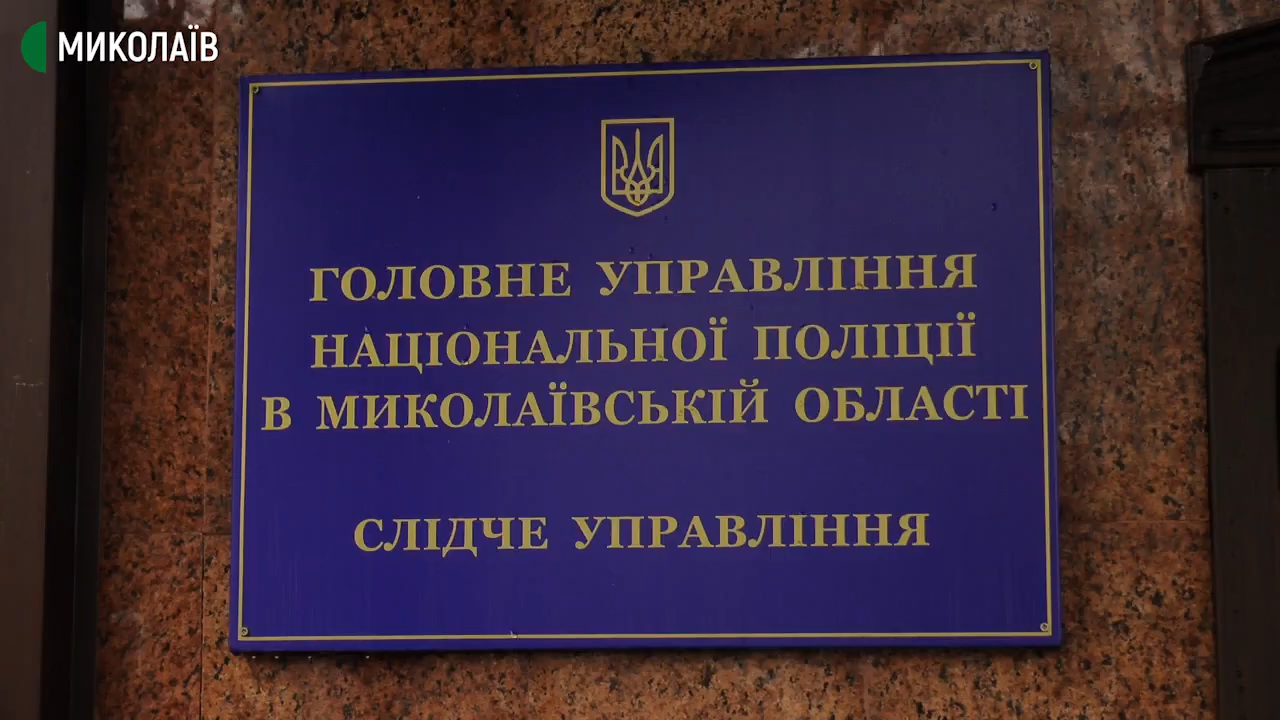 МИКОЛАЇВ
ГОЛОВНЕ УПРАВЛІННЯ
НАЦІОНАЛЬНОЇ ПОЛІЦІЇ
В МИКОЛАЇВСЬКІЙ ОБЛАСТІ
СЛІДЧЕ УПРАВЛІННЯ